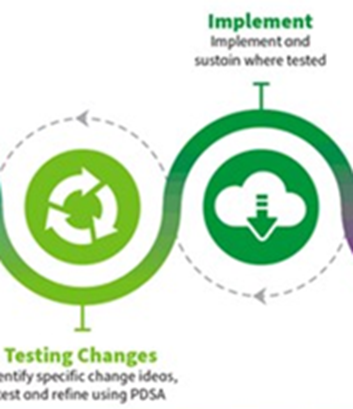 Implement
Implement and
sustain where tested
Testing Changes
entify specific change ideas,
test and refine using PDSA